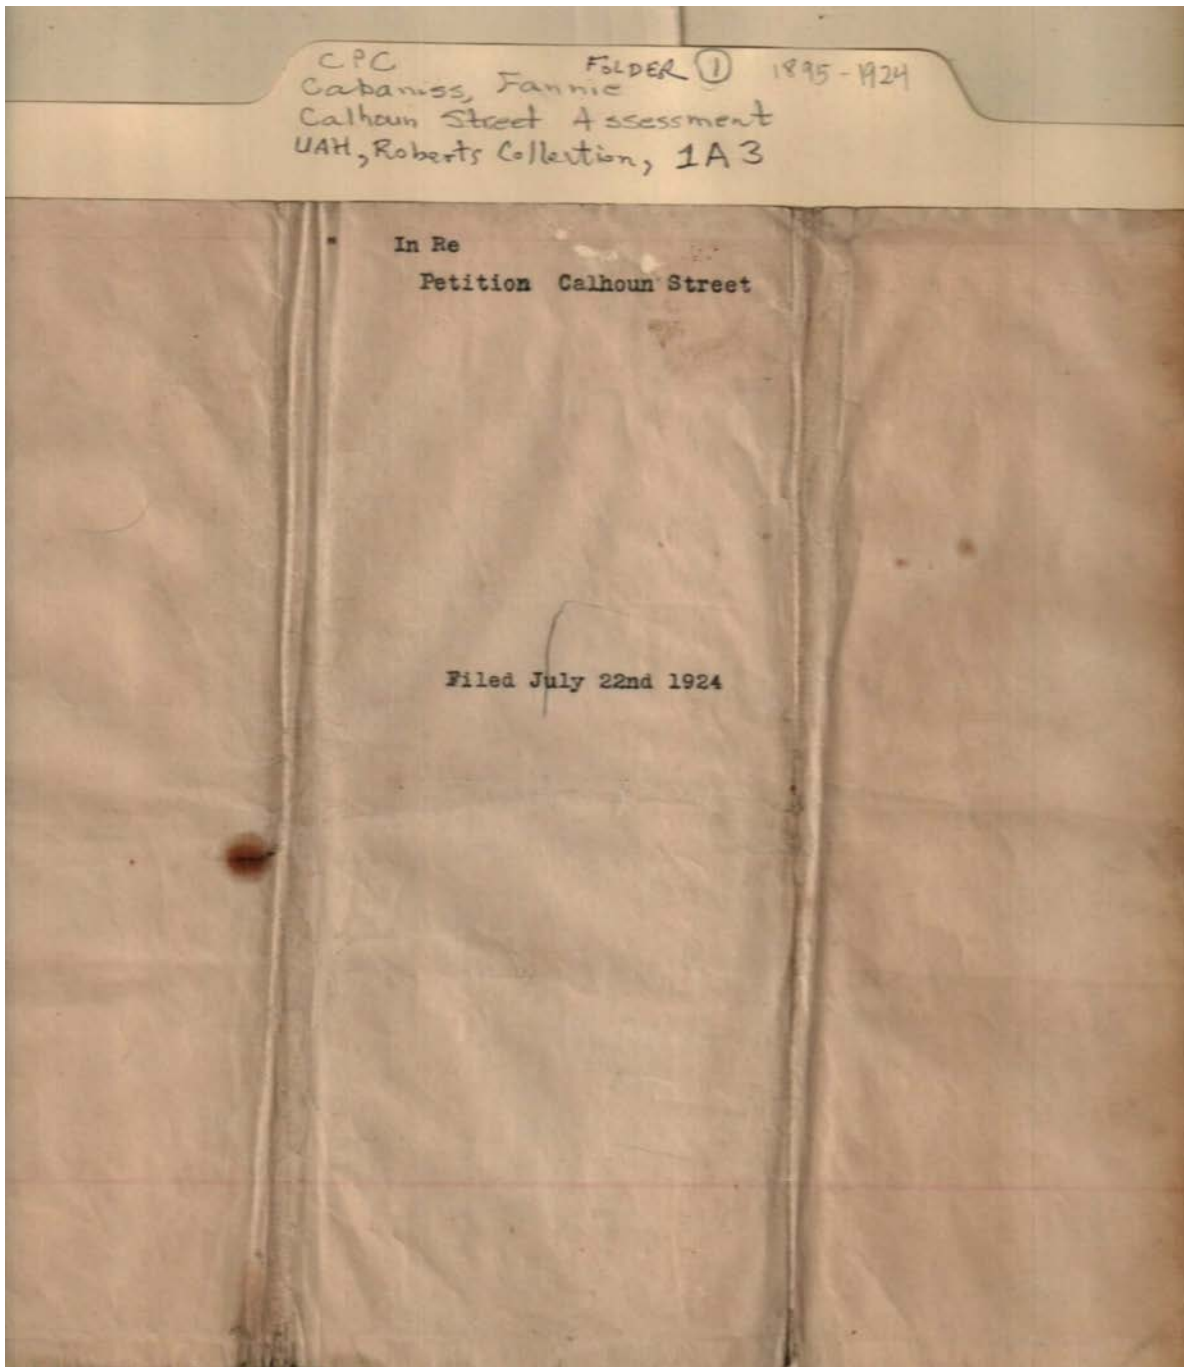 CPC FOLDER 1 1895-1924
Cabaniss, Fannie
Calhoun Street Assessment
UAH, Roberts Collection, 1A3
In Re
Petition Calhoun Street
Filed July 22nd 1924